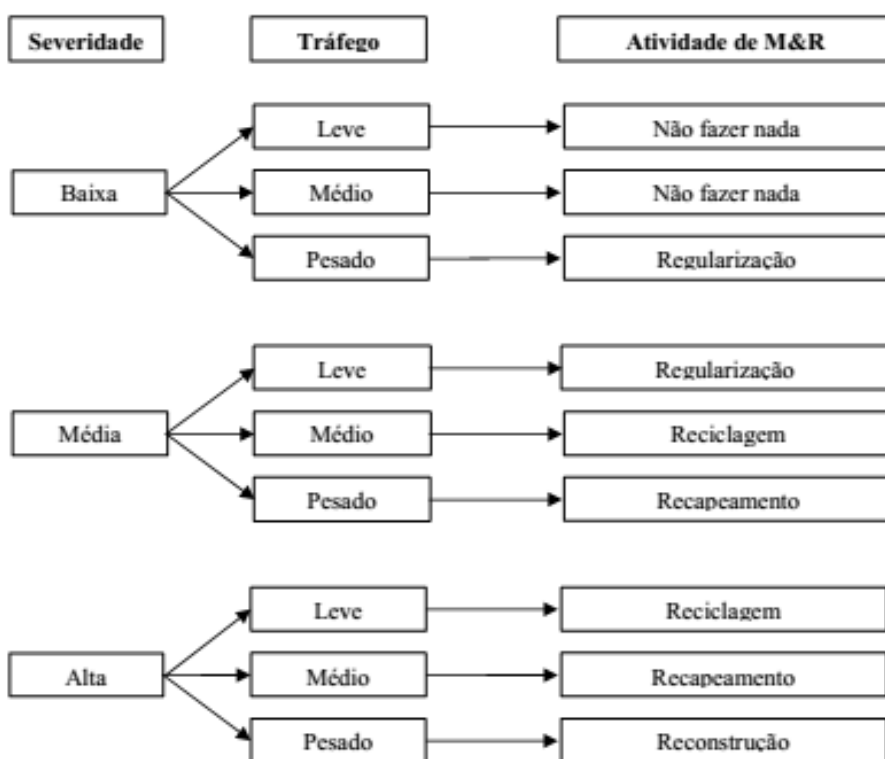 Severidade Tráfego Atividade de M&R
Leve Não fazer nada
Baixa Médio Não fazer nada
Pesado Regularização
Leve Regularização
Média Médio Reciclagem
Pesado Recapeamento
Leve Reciclagem
Alta Médio Recapeamento
Pesado Reconstrução